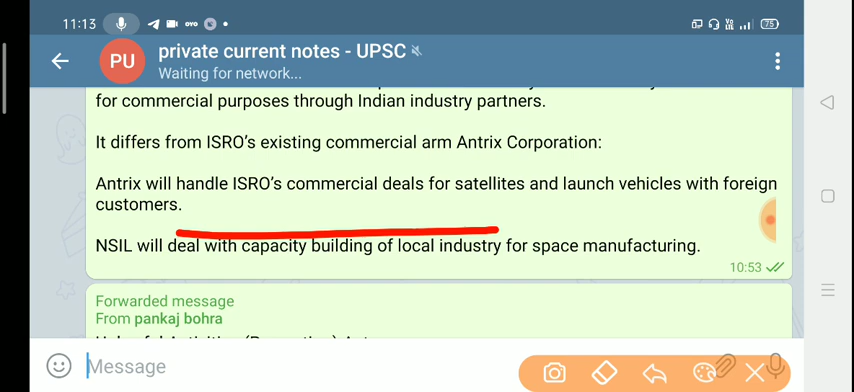 11:13
75
PU
private current notes - UPSC
Waiting for network...
for commercial purposes through Indian industry partners.
It differs from ISRO's existing commercial arm Antrix Corporation:
Antrix will handle ISRO's commercial deals for satellites and launch vehicles with foreign
customers.
NSIL will deal with capacity building of local industry for space manufacturing.
10:53
Forwarded message
From pankaj bohra
Message